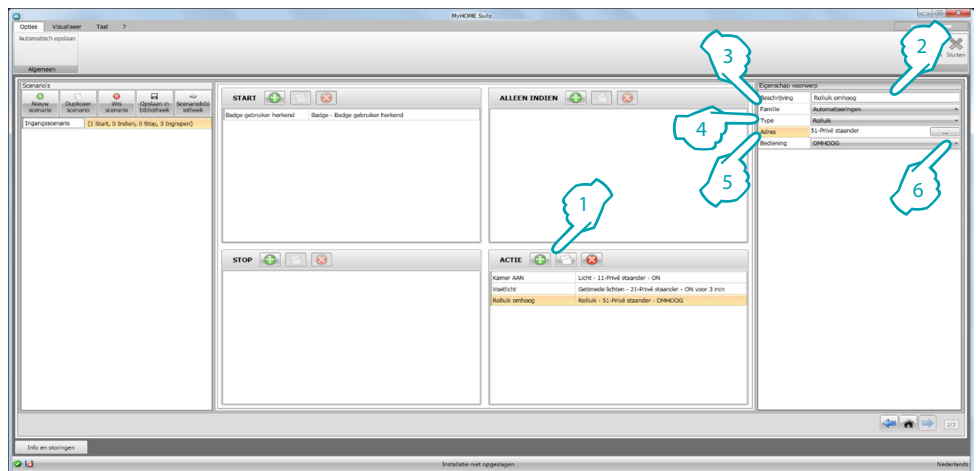 MyHOME Suite
Opties Visualiseer Taal ?
Automatisch opslaan
Sluiten
Algemeen
Scenario's
Nieuw scenario
Dupliceer scenario
Wis scenario
Opslaan in bibliotheek
Scenariobibliotheek
Ingangsscenario (1 Start, 0 Indien, 0 Stop, 3 Ingrepen)
START
Badge gebruiker herkend Badge - Badge gebruiker herkend
ALLEEN INDIEN
STOP
ACTIE
Kamer AAN Licht - 11-Privé staander - ON
Voetlicht Getimede lichten - 21-Privé staander - ON voor 3 min
Rolluik omhoog Rolluik - 51-Privé staander - OMHOOG
Eigenschap voorwerp
Beschrijving Rolluik omhoog
Familie Automatiseringen
Type Rolluik
Adres 51-Privé staander ...
Bediening OMHOOG
1
2
3
4
5
6
2/2
Info en storingen
Installatie niet opgeslagen
Nederlands